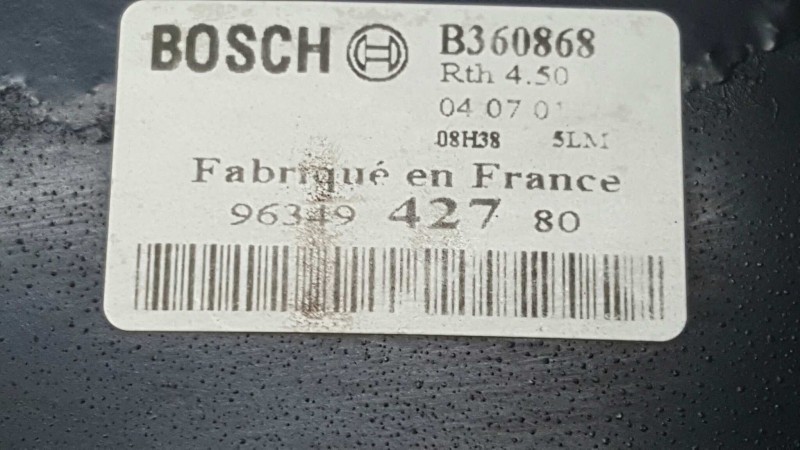 BOSCH B360868
Rth 4.50
04 07 01
08H38 5LM
Fabriqué en France
96349 427 80